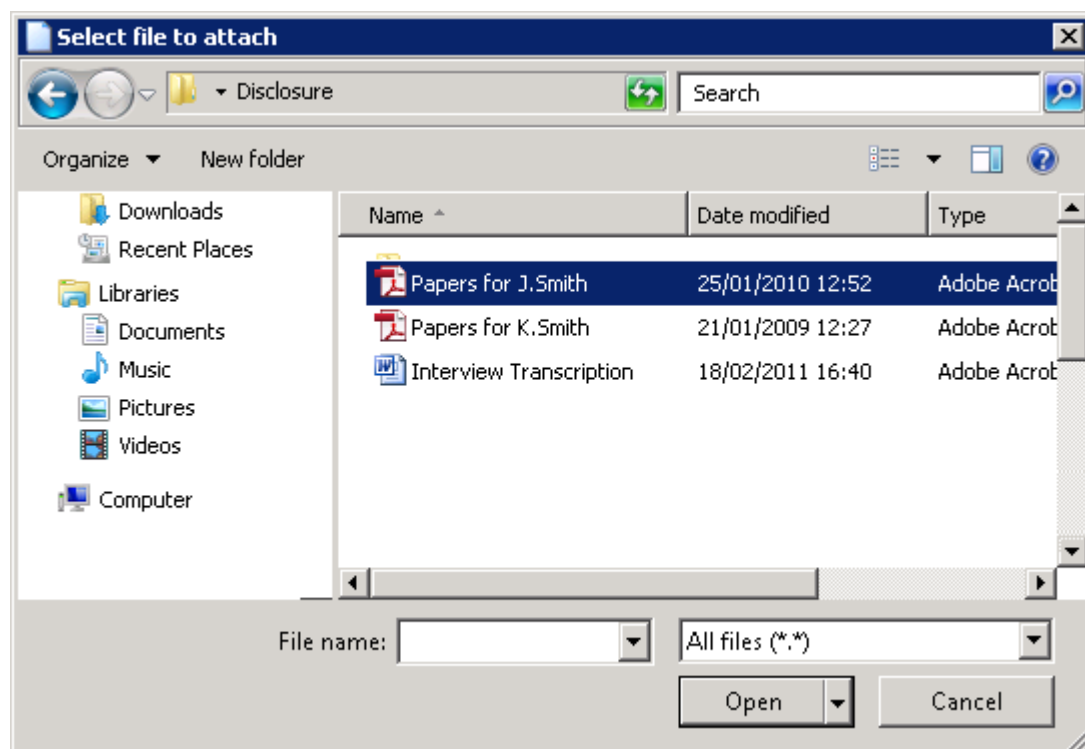 Select file to attach
Disclosure
Search
Organize
New folder
Downloads
Recent Places
Libraries
Documents
Music
Pictures
Videos
Computer
Name Date modified Type
Papers for J.Smith 25/01/2010 12:52 Adobe Acrob
Papers for K.Smith 21/01/2009 12:27 Adobe Acrob
Interview Transcription 18/02/2011 16:40 Adobe Acrob
File name:
All files (*.*)
Open
Cancel